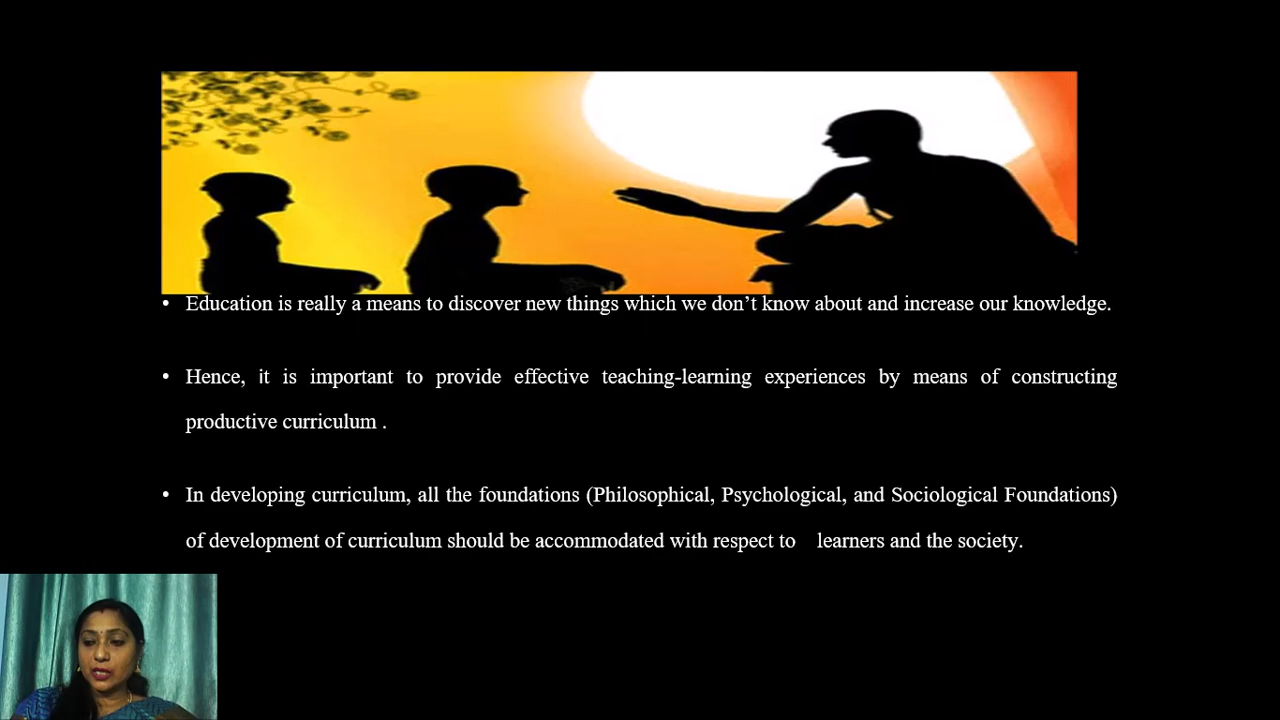 • Education is really a means to discover new things which we don’t know about and increase our knowledge.
• Hence, it is important to provide effective teaching-learning experiences by means of constructing
productive curriculum .
• In developing curriculum, all the foundations (Philosophical, Psychological, and Sociological Foundations)
of development of curriculum should be accommodated with respect to learners and the society.